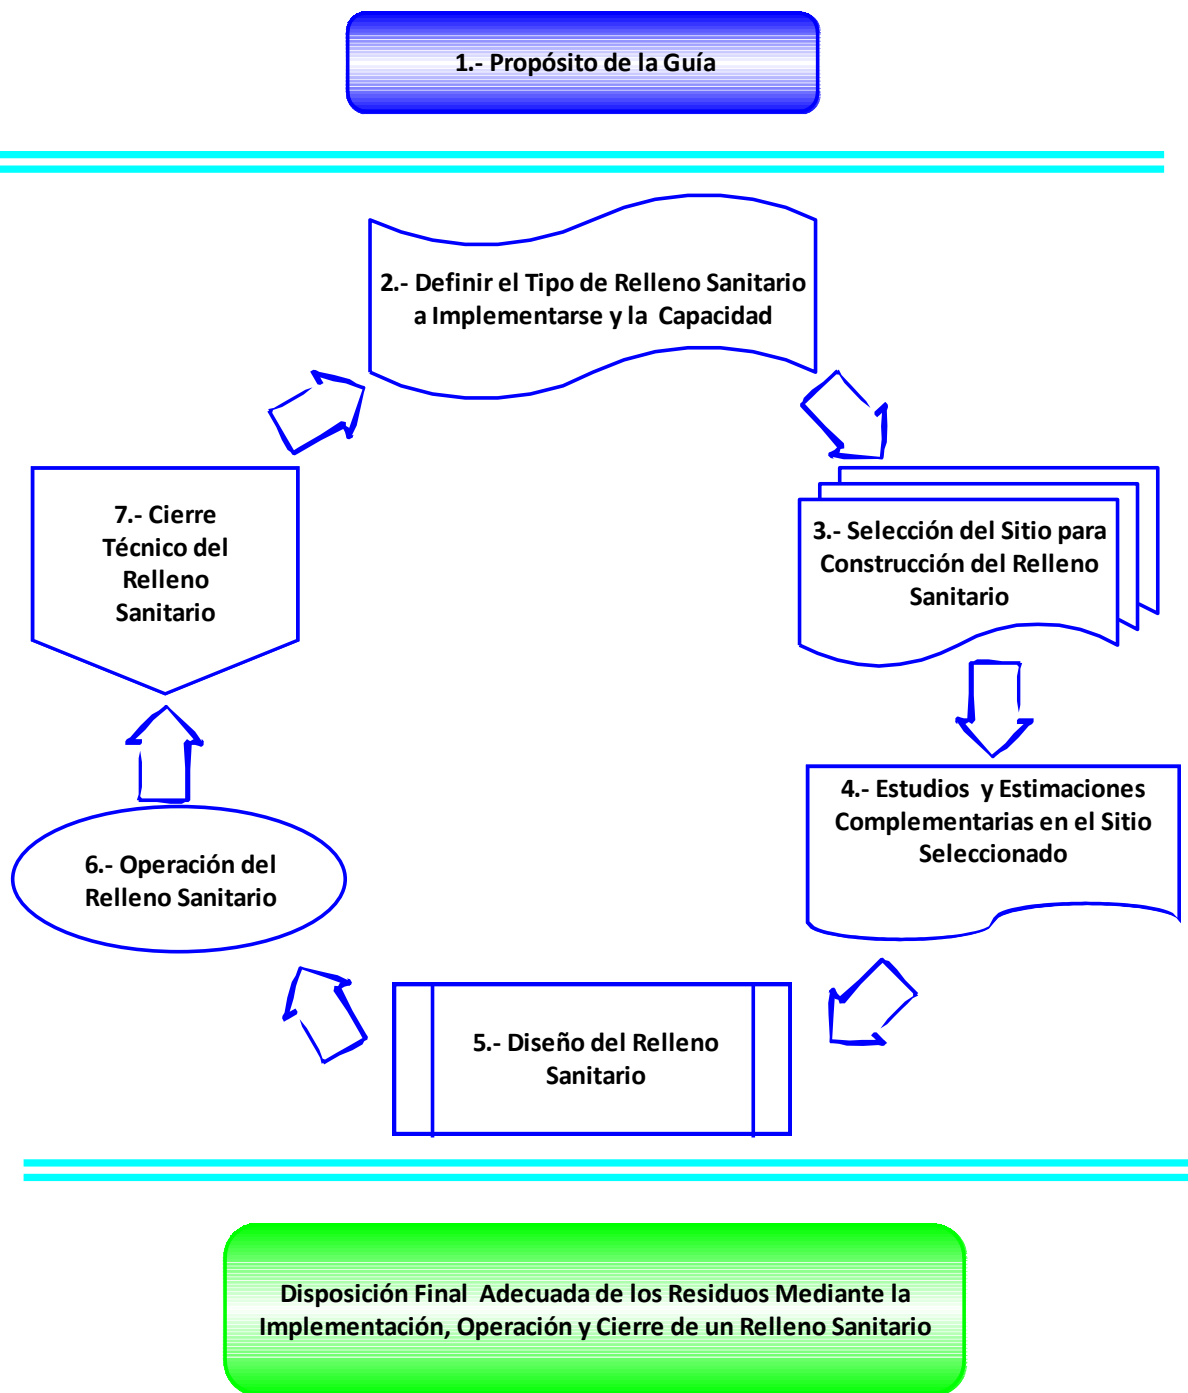 1.- Propósito de la Guía
2.- Definir el Tipo de Relleno Sanitario
a Implementarse y la Capacidad
3.- Selección del Sitio para
Construcción del Relleno
Sanitario
4.- Estudios y Estimaciones
Complementarias en el Sitio
Seleccionado
5.- Diseño del Relleno
Sanitario
6.- Operación del
Relleno Sanitario
7.- Cierre
Técnico del
Relleno
Sanitario
Disposición Final Adecuada de los Residuos Mediante la
Implementación, Operación y Cierre de un Relleno Sanitario